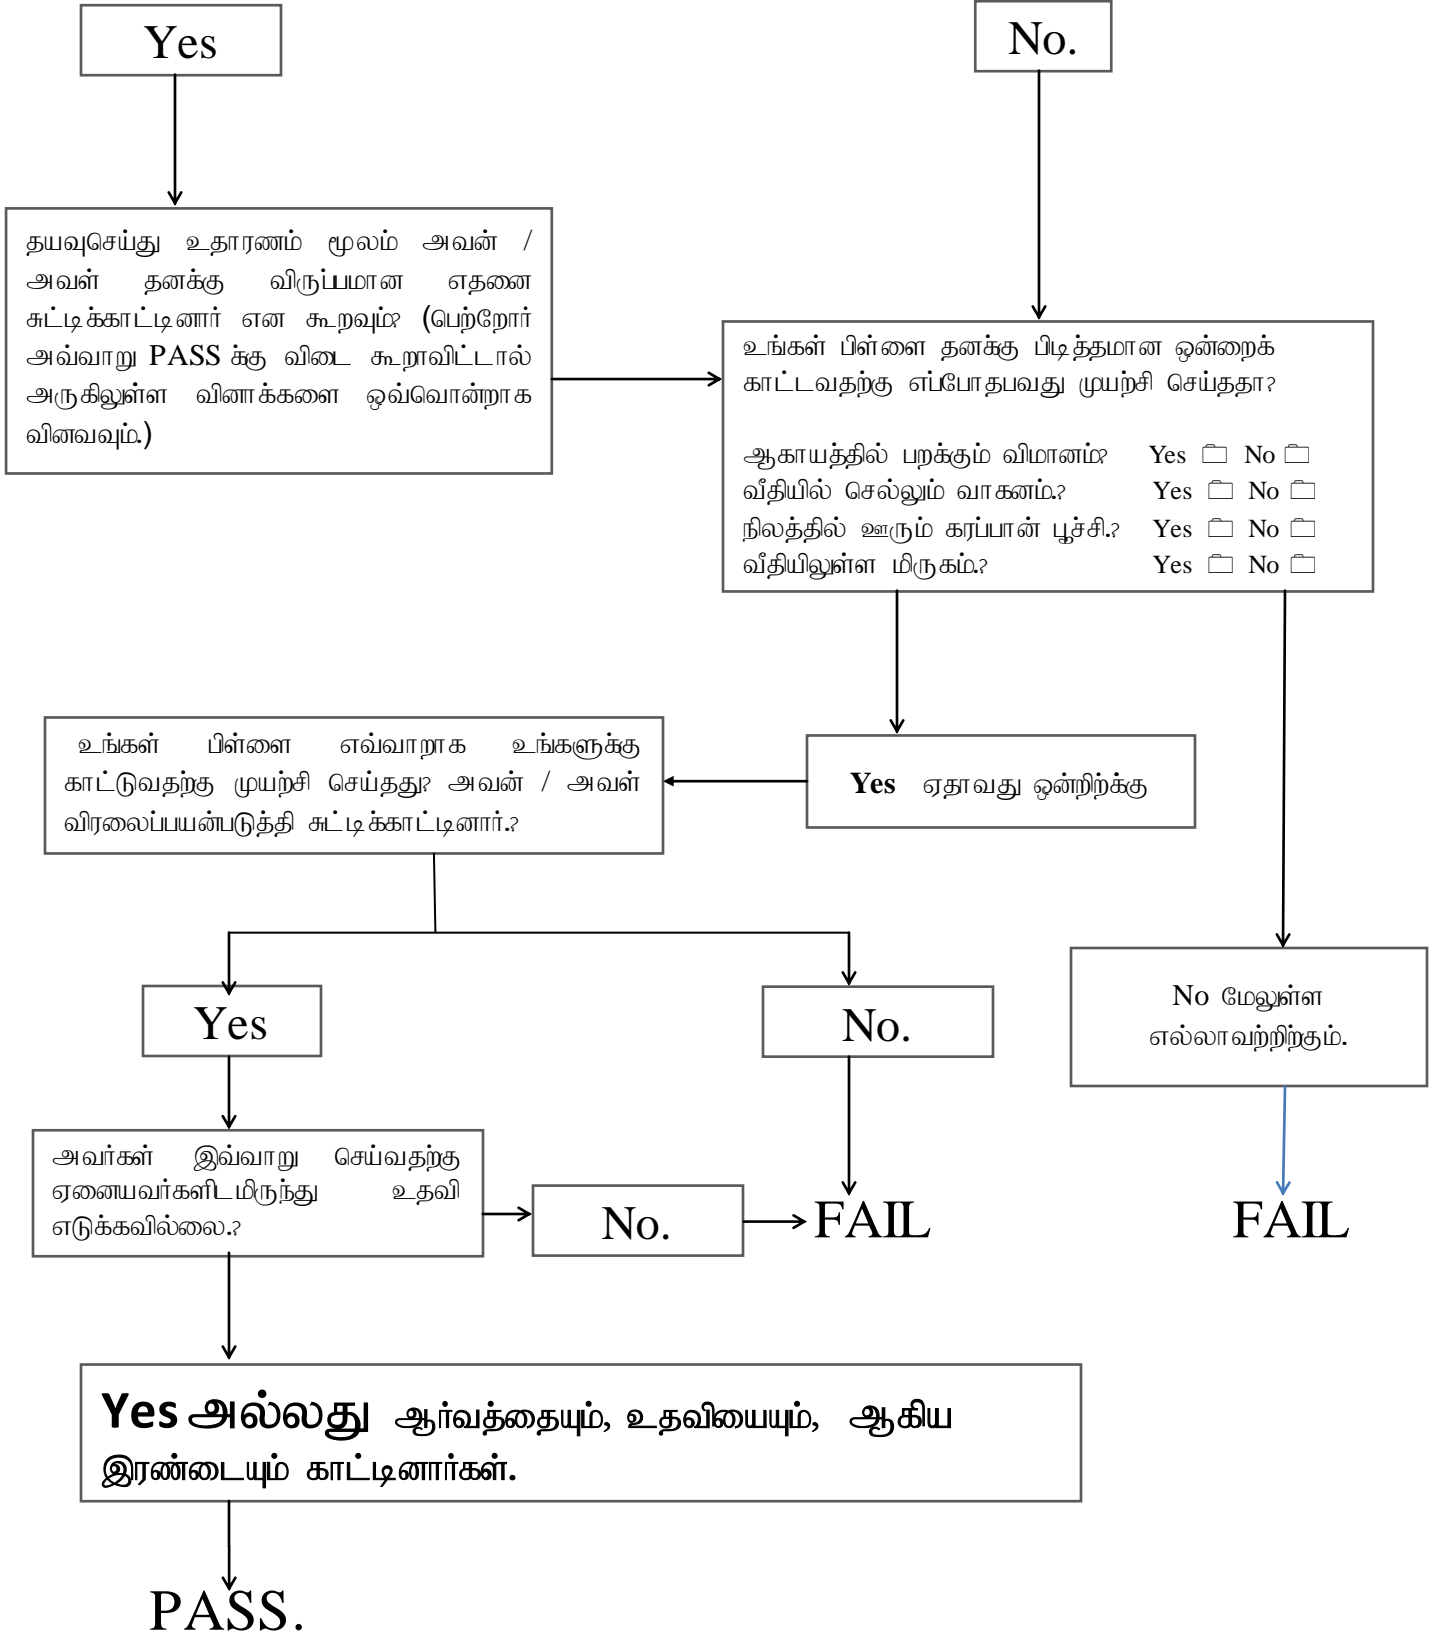 Yes
No.
தயவுசெய்து உதாரணம் மூலம் அவன் /
அவள் தனக்கு விருப்பமான எதனை
சுட்டிக்காட்டினார் என கூறவும்? (பெற்றோர்
அவ்வாறு PASS க்கு விடை கூறாவிட்டால்
அருகிலுள்ள வினாக்களை ஒவ்வொன்றாக
வினவவும்.)
உங்கள் பிள்ளை தனக்கு பிடித்தமான ஒன்றைக்
காட்டவதற்கு எப்போதபவது முயற்சி செய்ததா?
ஆகாயத்தில் பறக்கும் விமானம்? Yes No
வீதியில் செல்லும் வாகனம்.? Yes No
நிலத்தில் ஊரும் கரப்பான் பூச்சி.? Yes No
வீதியிலுள்ள மிருகம்.? Yes No
உங்கள் பிள்ளை எவ்வாறாக உங்களுக்கு
காட்டுவதற்கு முயற்சி செய்தது? அவன் / அவள்
விரலைப்பயன்படுத்தி சுட்டிக்காட்டினார்.?
Yes ஏதாவது ஒன்றிற்க்கு
Yes
No.
No மேலுள்ள
எல்லாவற்றிற்கும்.
அவர்கள் இவ்வாறு செய்வதற்கு
ஏனையவர்களிடமிருந்து உதவி
எடுக்கவில்லை.?
No.
FAIL
FAIL
Yes அல்லது ஆர்வத்தையும், உதவியையும், ஆகிய
இரண்டையும் காட்டினார்கள்.
PASS.